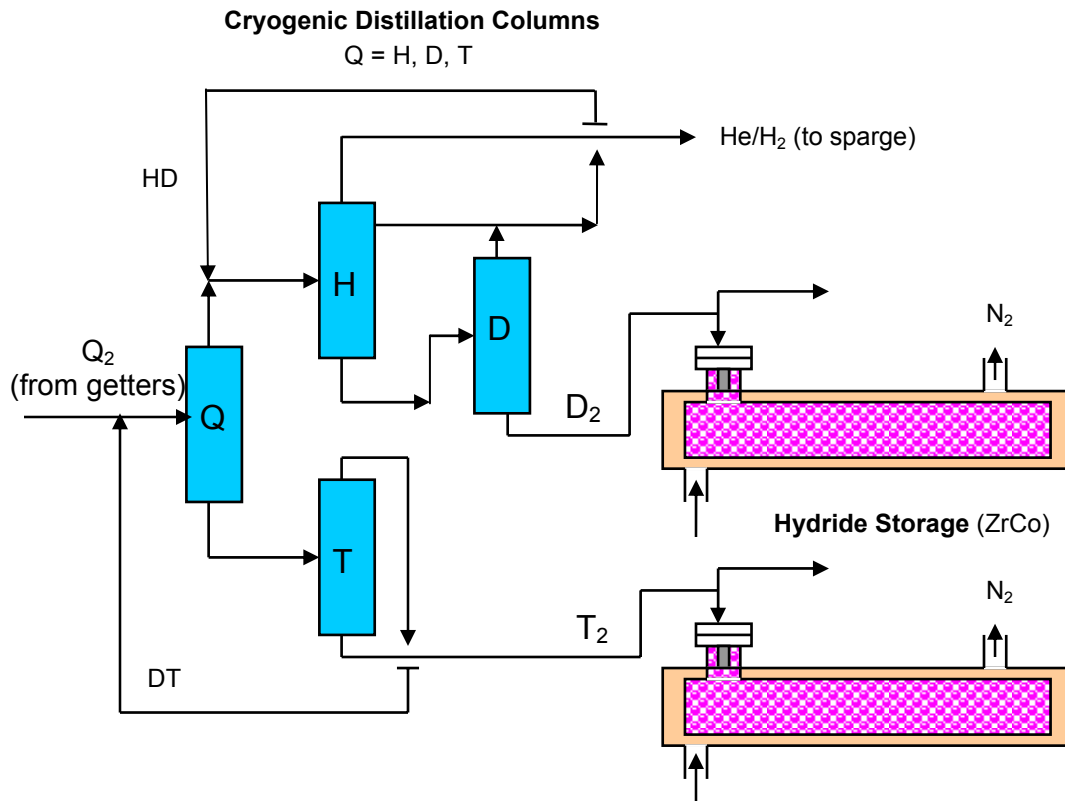 Cryogenic Distillation Columns
Q = H, D, T
He/H₂ (to sparge)
HD
H
D
N₂
Q₂
(from getters)
Q
D₂
Hydride Storage (ZrCo)
T
N₂
T₂
DT